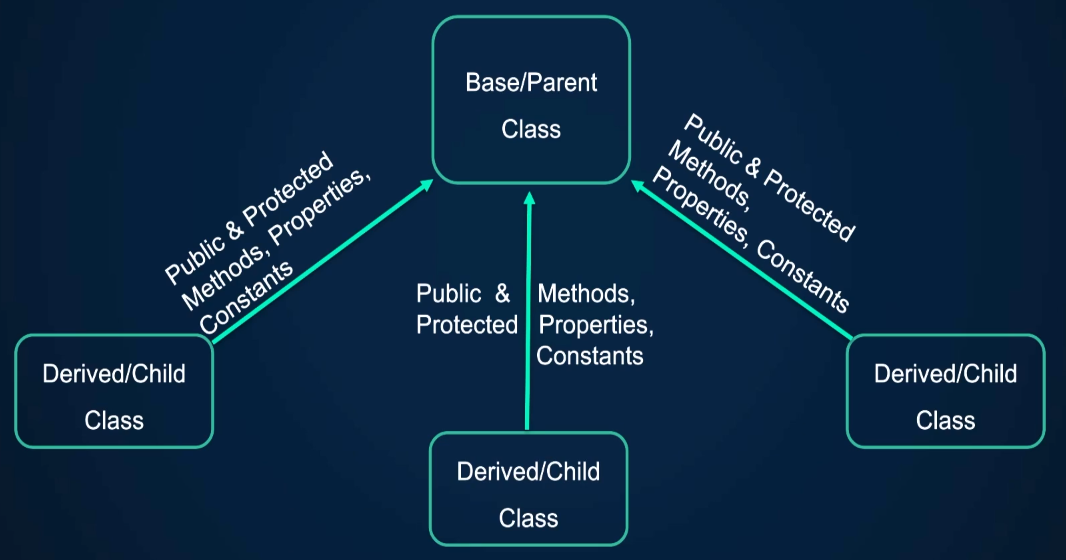 Base/Parent
Class
Public & Protected
Methods, Properties,
Constants
Public & Protected
Methods,
Properties, Constants
Public & Methods,
Protected Properties,
Constants
Derived/Child
Class
Derived/Child
Class
Derived/Child
Class